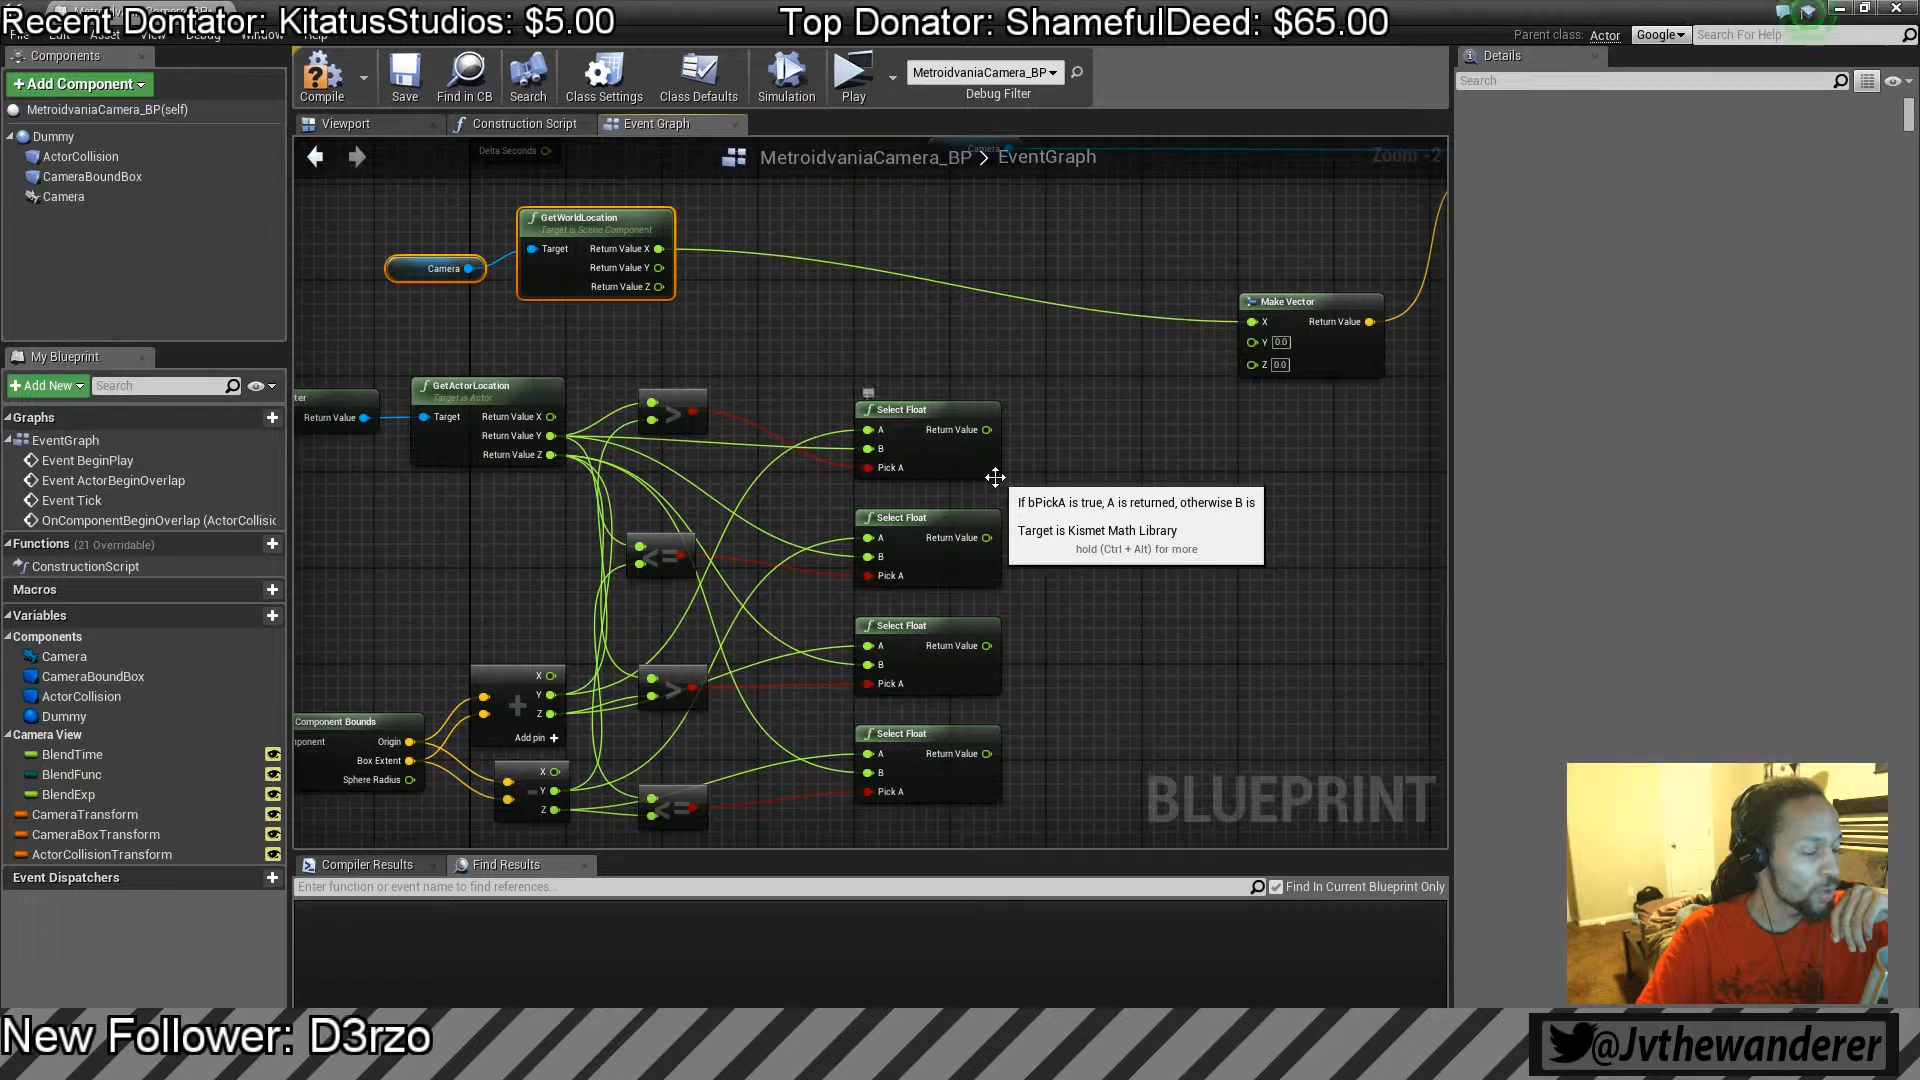 Recent Dontator: KitatusStudios: $5.00
Top Donator: ShamefulDeed: $65.00
Parent class: Actor
Google
Search For Help
Components
Details
+Add Component
Search
MetroidvaniaCamera_BP(self)
Dummy
ActorCollision
CameraBoundBox
Camera
Compile
Save
Find in CB
Search
Class Settings
Class Defaults
Simulation
Play
MetroidvaniaCamera_BP
Debug Filter
Viewport
Construction Script
Event Graph
MetroidvaniaCamera_BP > EventGraph
Zoom -2
Delta Seconds
Camera
GetWorldLocation
Target is Scene Component
Target
Return Value X
Return Value Y
Return Value Z
Camera
Make Vector
X
Return Value
Y 0.0
Z 0.0
ter
Return Value
GetActorLocation
Target is Actor
Target
Return Value X
Return Value Y
Return Value Z
>
<=
>
<=
Select Float
A
Return Value
B
Pick A
Select Float
A
Return Value
B
Pick A
Select Float
A
Return Value
B
Pick A
Select Float
A
Return Value
B
Pick A
If bPickA is true, A is returned, otherwise B is
Target is Kismet Math Library
hold (Ctrl + Alt) for more
X
Y
Z
+
Add pin +
X
Y
Z
-
Component Bounds
nponent
Origin
Box Extent
Sphere Radius
BLUEPRINT
My Blueprint
+Add New
Search
Graphs
EventGraph
Event BeginPlay
Event ActorBeginOverlap
Event Tick
OnComponentBeginOverlap (ActorCollisic
Functions (21 Overridable)
ConstructionScript
Macros
Variables
Components
Camera
CameraBoundBox
ActorCollision
Dummy
Camera View
BlendTime
BlendFunc
BlendExp
CameraTransform
CameraBoxTransform
ActorCollisionTransform
Event Dispatchers
Compiler Results
Find Results
Enter function or event name to find references...
Find In Current Blueprint Only
New Follower: D3rzo
@Jvthewanderer